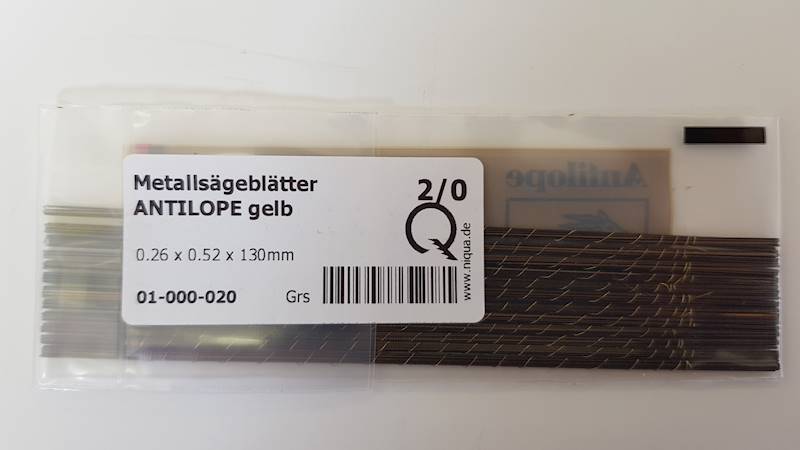 Metallsägeblätter
ANTILOPE gelb
2/0
0.26 x 0.52 x 130mm
01-000-020
Grs
www.niqua.de
Antilope